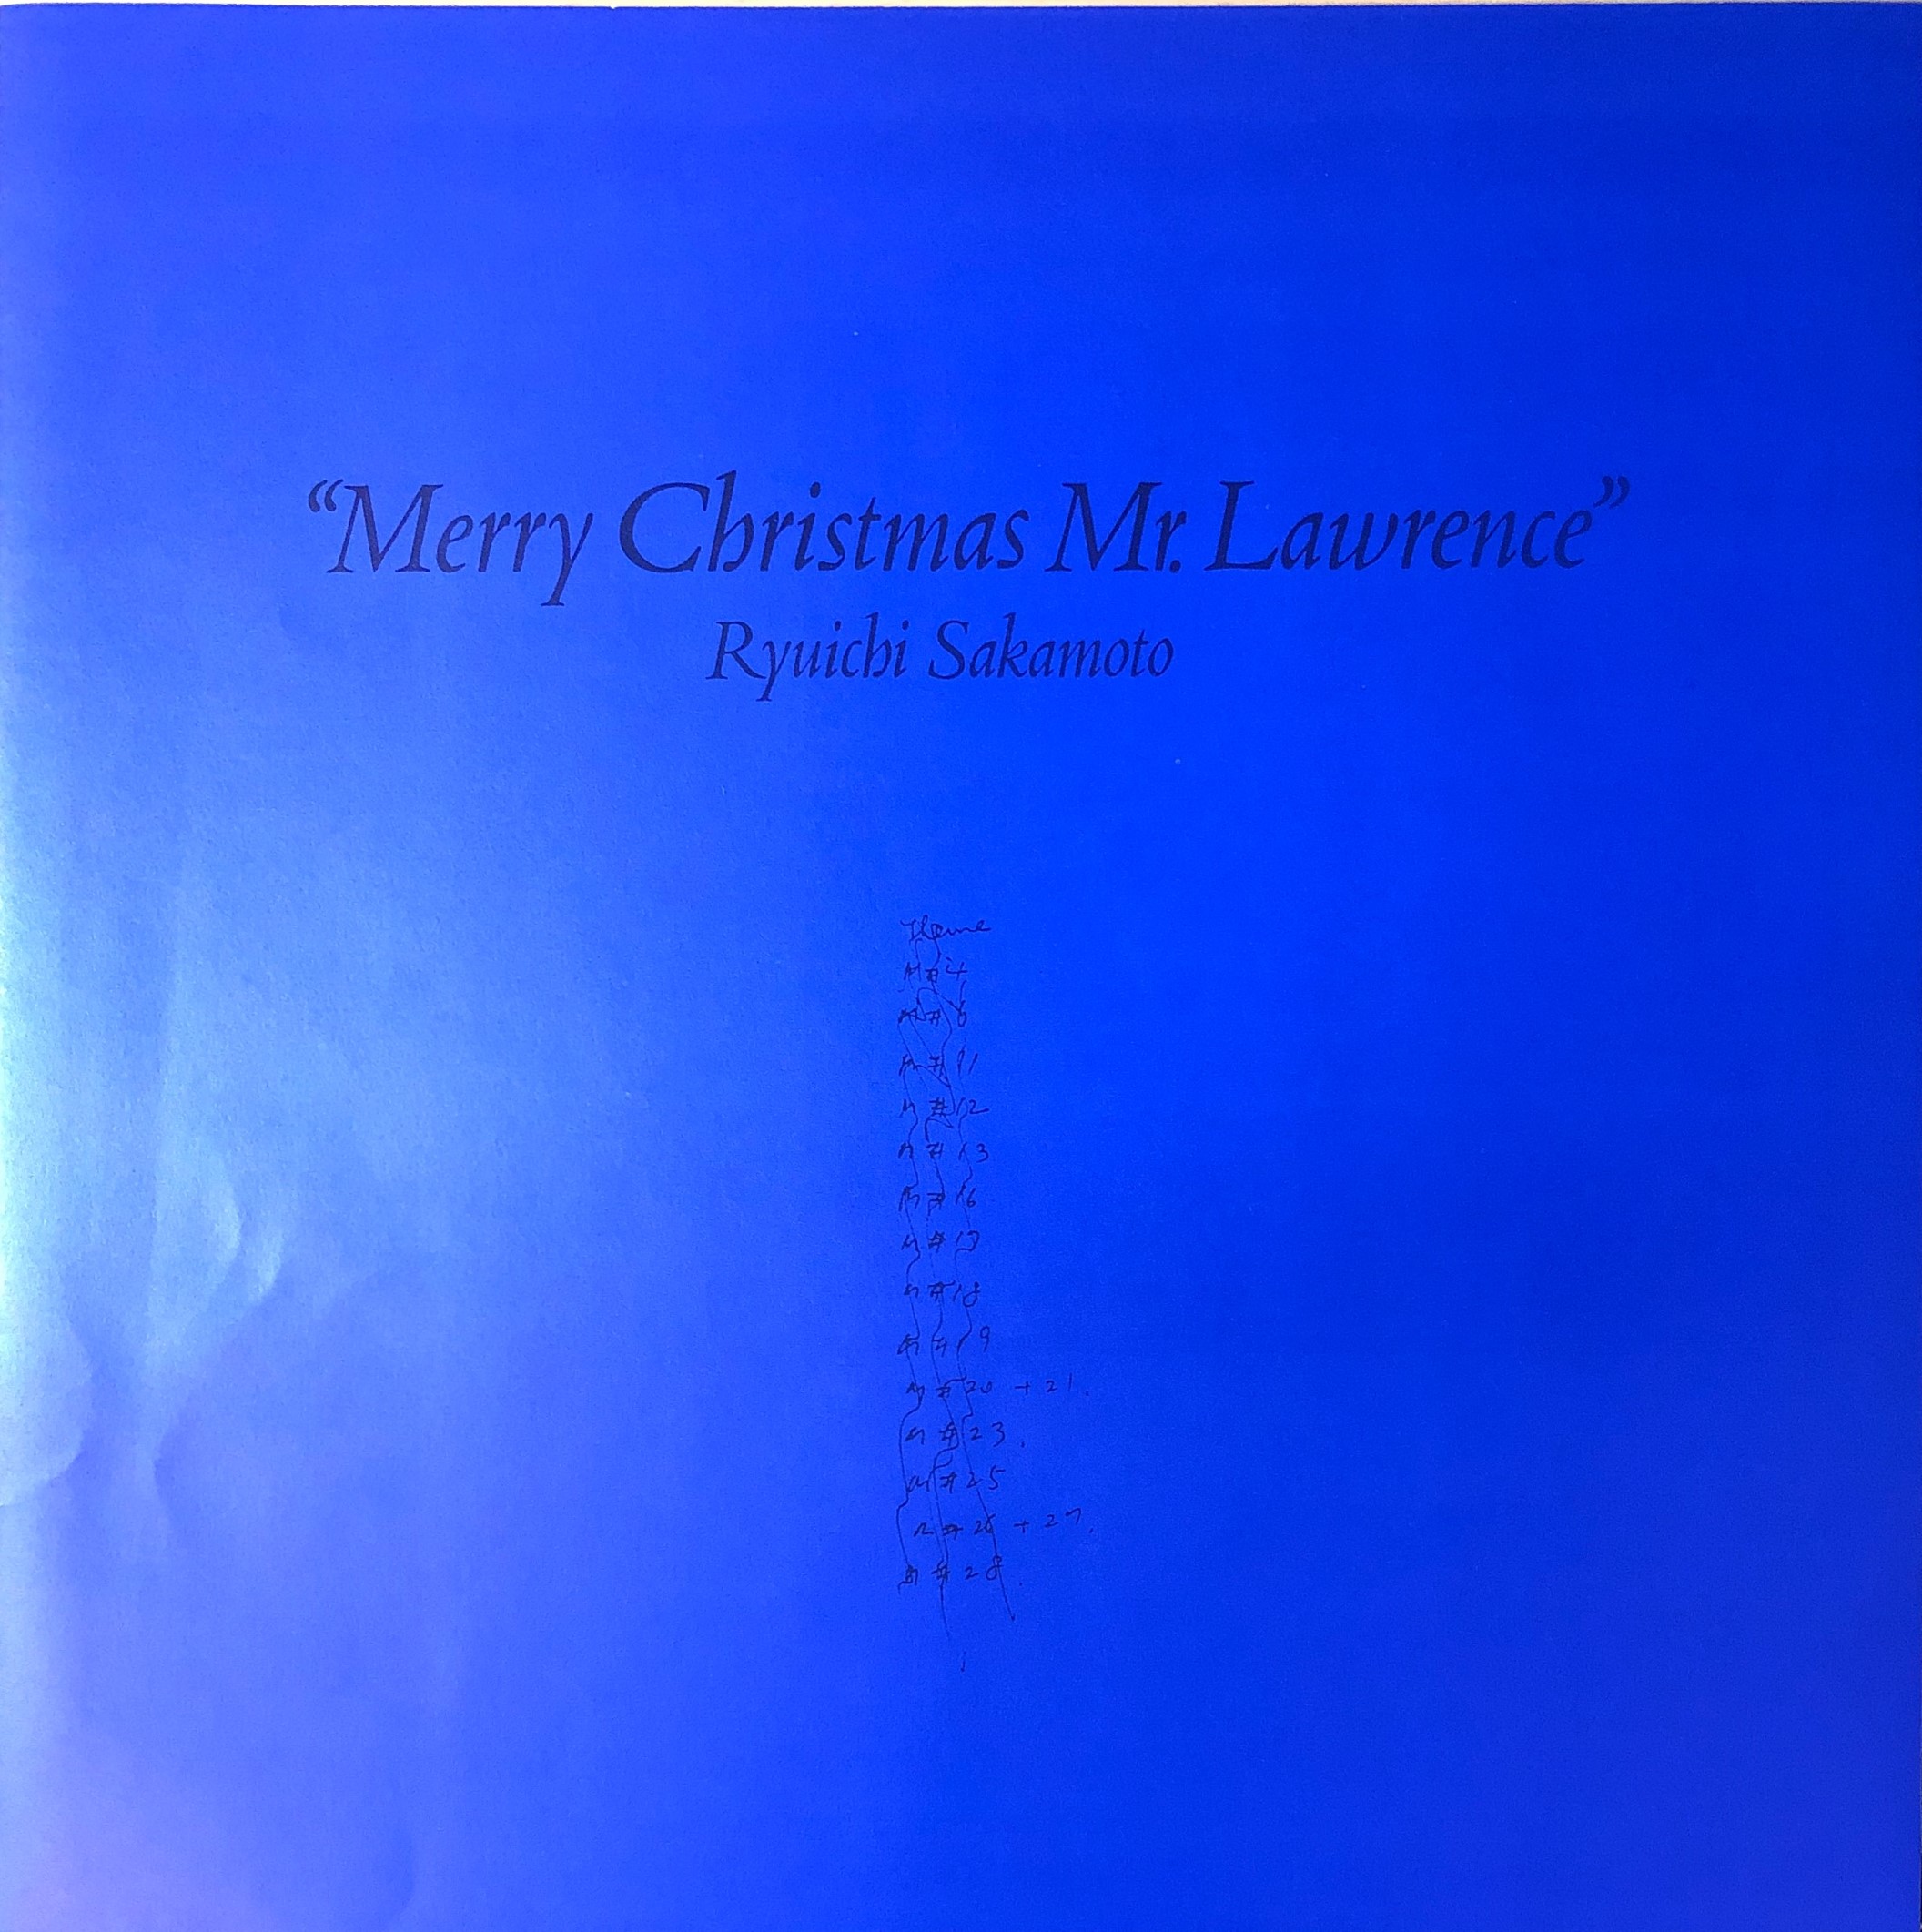 “Merry Christmas Mr. Lawrence”
Ryuichi Sakamoto
Theme
M#4
M#6
M#11
M#12
M#13
M#16
M#17
M#18
M#19
M#20 + 21.
M#23.
M#25
M#26 + 27.
M#28.